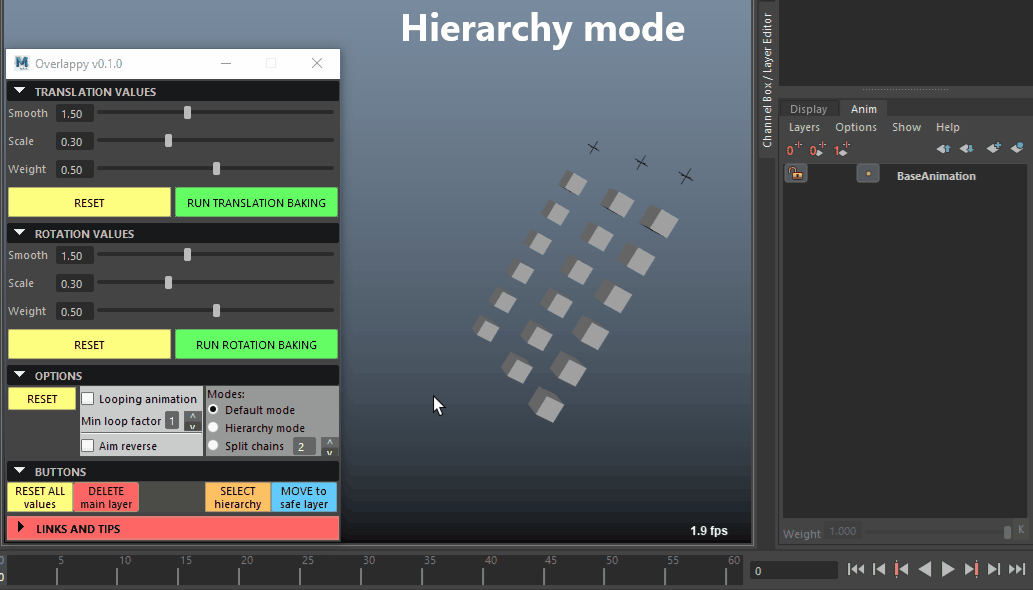 Hierarchy mode
Overlappy v0.1.0
TRANSLATION VALUES
Smooth 1.50
Scale 0.30
Weight 0.50
RESET RUN TRANSLATION BAKING
ROTATION VALUES
Smooth 1.50
Scale 0.30
Weight 0.50
RESET RUN ROTATION BAKING
OPTIONS
RESET
Looping animation
Min loop factor 1
Aim reverse
Modes:
Default mode
Hierarchy mode
Split chains 2
BUTTONS
RESET ALL values
DELETE main layer
SELECT hierarchy
MOVE to safe layer
LINKS AND TIPS
1.9 fps
Channel Box / Layer Editor
Display Anim
Layers Options Show Help
0 0 1
BaseAnimation
Weight 1.000 K
0 5 10 15 20 25 30 35 40 45 50 55 60
0
0